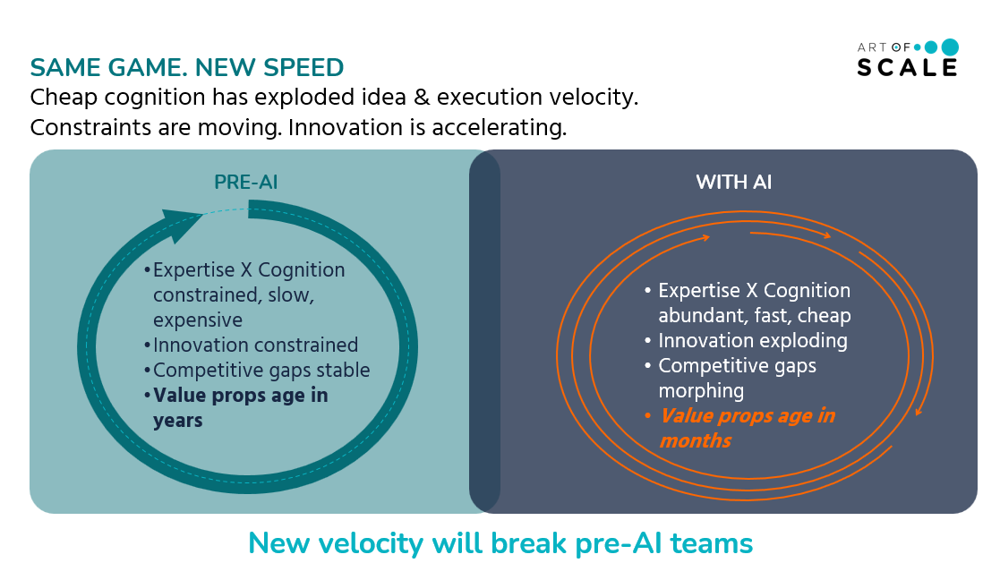 ART OF
SCALE
SAME GAME. NEW SPEED
Cheap cognition has exploded idea & execution velocity.
Constraints are moving. Innovation is accelerating.
PRE-AI
•Expertise X Cognition
constrained, slow,
expensive
•Innovation constrained
•Competitive gaps stable
•Value props age in
years
WITH AI
• Expertise X Cognition
abundant, fast, cheap
• Innovation exploding
• Competitive gaps
morphing
• Value props age in
months
New velocity will break pre-AI teams